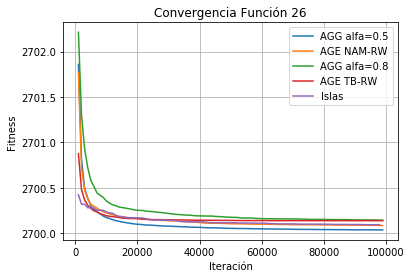 Convergencia Función 26
AGG alfa=0.5
AGE NAM-RW
AGG alfa=0.8
AGE TB-RW
Islas
Fitness
2702.0
2701.5
2701.0
2700.5
2700.0
0 20000 40000 60000 80000 100000
Iteración